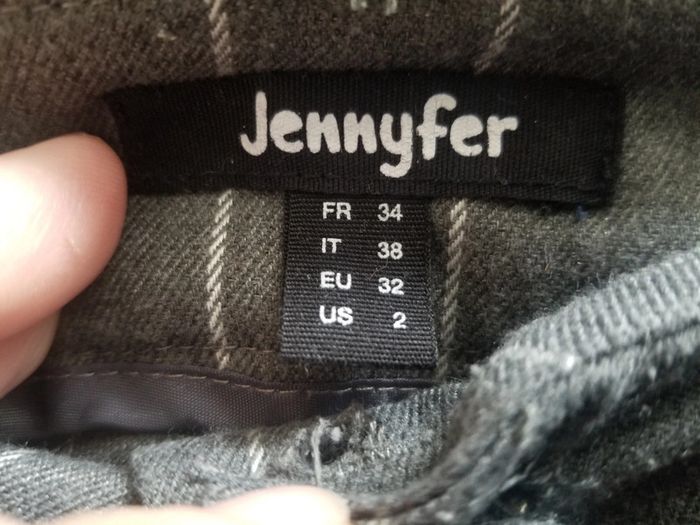 Jennyfer
FR 34
IT 38
EU 32
US 2